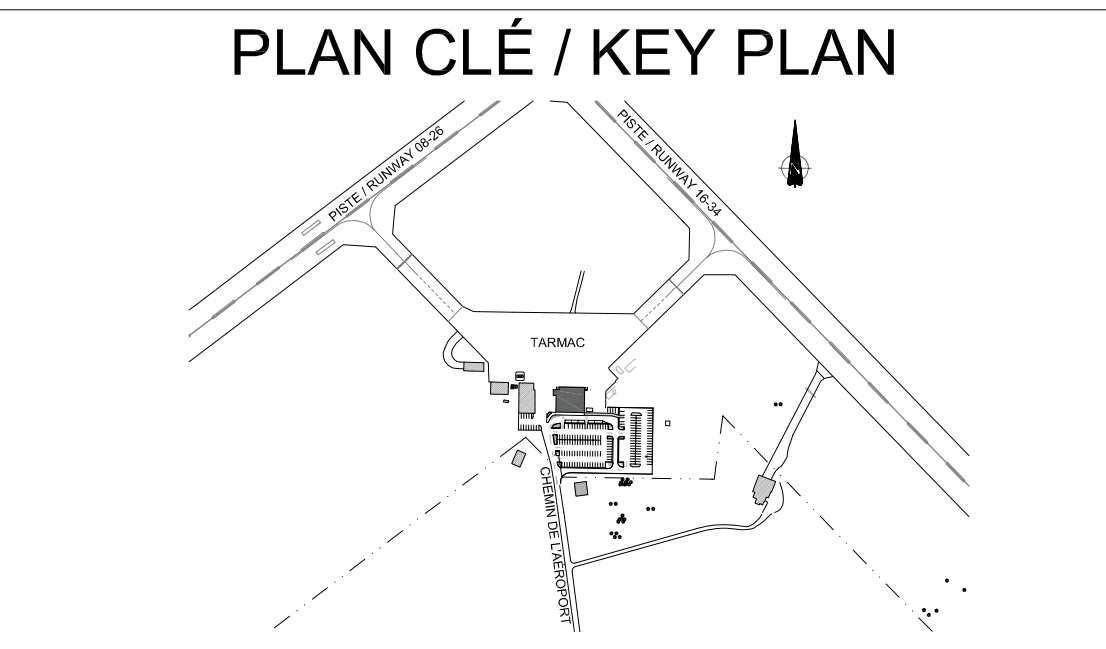 PLAN CLÉ / KEY PLAN
PISTE / RUNWAY 08-26
PISTE / RUNWAY 16-34
N
TARMAC
CHEMIN DE L'AÉROPORT